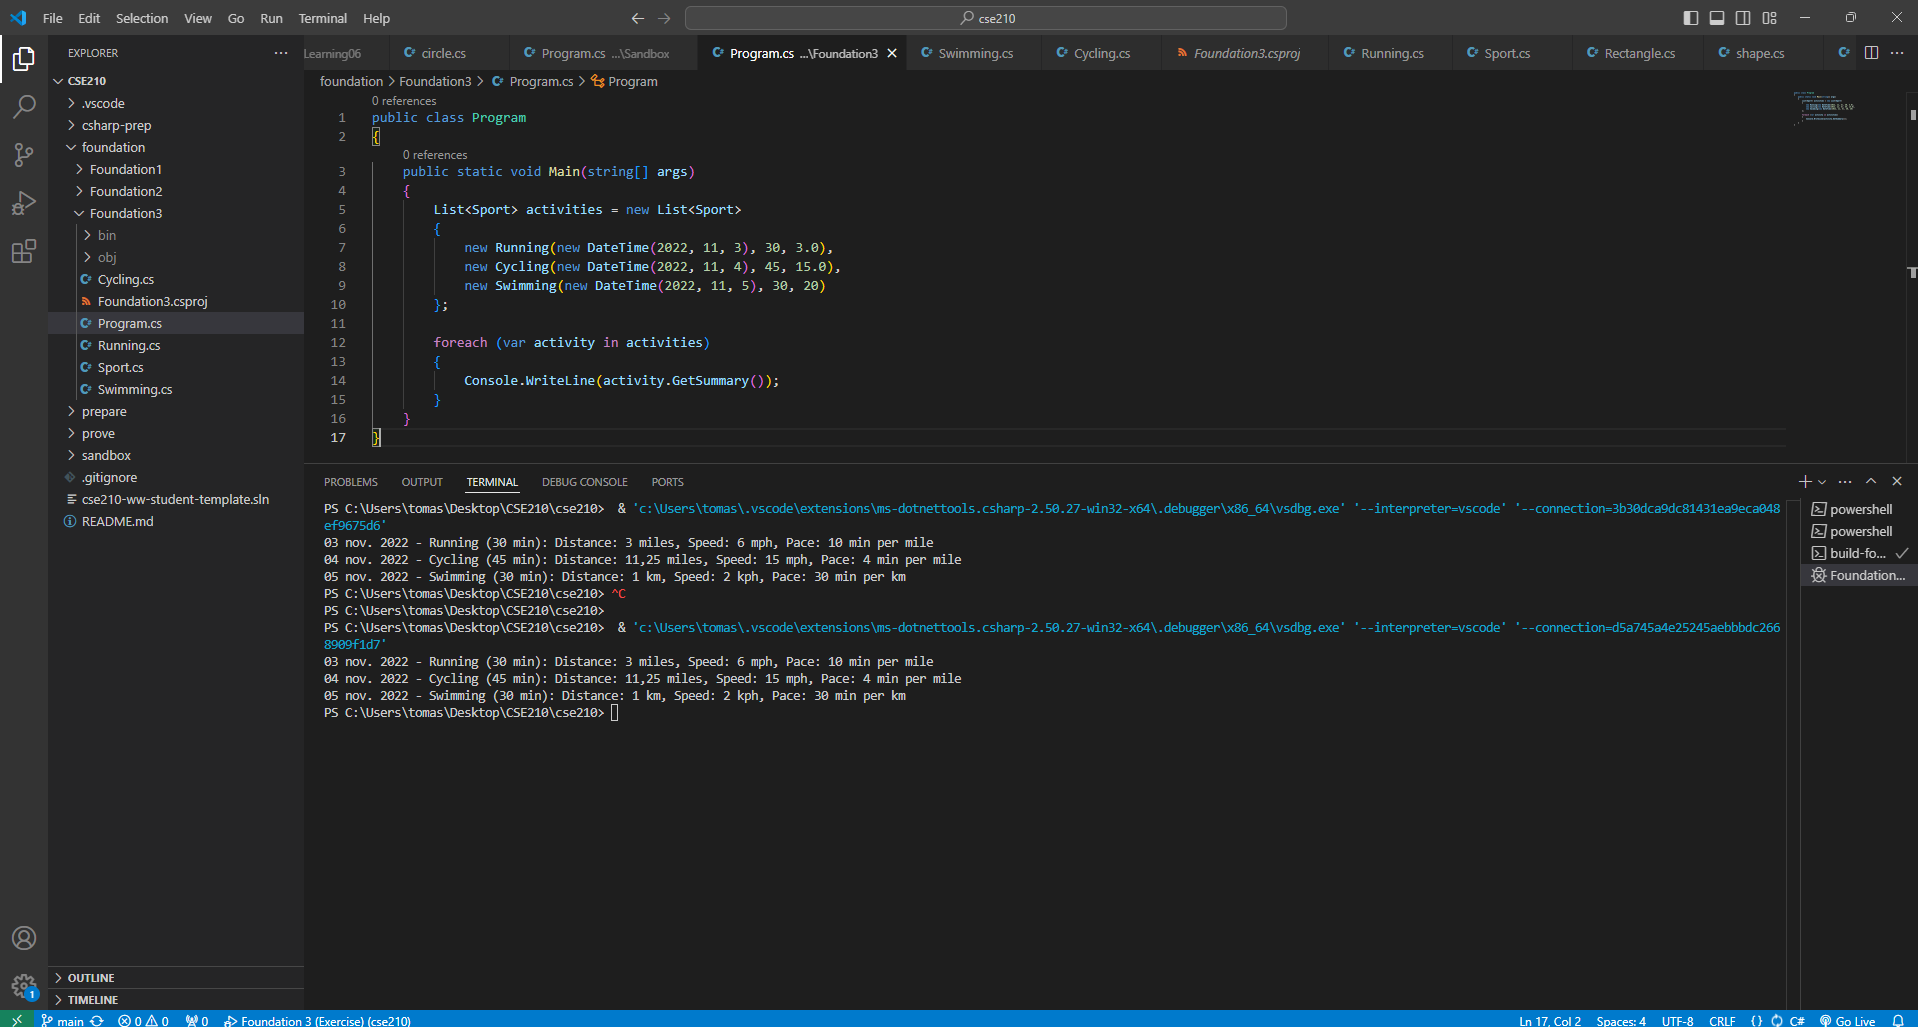 File Edit Selection View Go Run Terminal Help
cse210
EXPLORER
CSE210
.vscode
csharp-prep
foundation
Foundation1
Foundation2
Foundation3
bin
obj
Cycling.cs
Foundation3.csproj
Program.cs
Running.cs
Sport.cs
Swimming.cs
prepare
prove
sandbox
.gitignore
cse210-ww-student-template.sln
README.md
OUTLINE
TIMELINE
Learning06 circle.cs Program.cs ...\Sandbox Program.cs ...\Foundation3 Swimming.cs Cycling.cs Foundation3.csproj Running.cs Sport.cs Rectangle.cs shape.cs
foundation > Foundation3 > Program.cs > Program
0 references
1 public class Program
2 {
0 references
3 public static void Main(string[] args)
4 {
5 List<Sport> activities = new List<Sport>
6 {
7 new Running(new DateTime(2022, 11, 3), 30, 3.0),
8 new Cycling(new DateTime(2022, 11, 4), 45, 15.0),
9 new Swimming(new DateTime(2022, 11, 5), 30, 20)
10 };
11
12 foreach (var activity in activities)
13 {
14 Console.WriteLine(activity.GetSummary());
15 }
16 }
17 }
PROBLEMS OUTPUT TERMINAL DEBUG CONSOLE PORTS
PS C:\Users\tomas\Desktop\CSE210\cse210>  & 'c:\Users\tomas\.vscode\extensions\ms-dotnettools.csharp-2.50.27-win32-x64\.debugger\x86_64\vsdbg.exe' '--interpreter=vscode' '--connection=3b30dca9dc81431ea9eca048
ef9675d6'
03 nov. 2022 - Running (30 min): Distance: 3 miles, Speed: 6 mph, Pace: 10 min per mile
04 nov. 2022 - Cycling (45 min): Distance: 11,25 miles, Speed: 15 mph, Pace: 4 min per mile
05 nov. 2022 - Swimming (30 min): Distance: 1 km, Speed: 2 kph, Pace: 30 min per km
PS C:\Users\tomas\Desktop\CSE210\cse210> ^C
PS C:\Users\tomas\Desktop\CSE210\cse210>
PS C:\Users\tomas\Desktop\CSE210\cse210>  & 'c:\Users\tomas\.vscode\extensions\ms-dotnettools.csharp-2.50.27-win32-x64\.debugger\x86_64\vsdbg.exe' '--interpreter=vscode' '--connection=d5a745a4e25245aebbbdc266
8909f1d7'
03 nov. 2022 - Running (30 min): Distance: 3 miles, Speed: 6 mph, Pace: 10 min per mile
04 nov. 2022 - Cycling (45 min): Distance: 11,25 miles, Speed: 15 mph, Pace: 4 min per mile
05 nov. 2022 - Swimming (30 min): Distance: 1 km, Speed: 2 kph, Pace: 30 min per km
PS C:\Users\tomas\Desktop\CSE210\cse210>
powershell
powershell
build-fo...
Foundation...
1
main 0 0 0 Foundation 3 (Exercise) (cse210) Ln 17, Col 2 Spaces: 4 UTF-8 CRLF {} C# Go Live